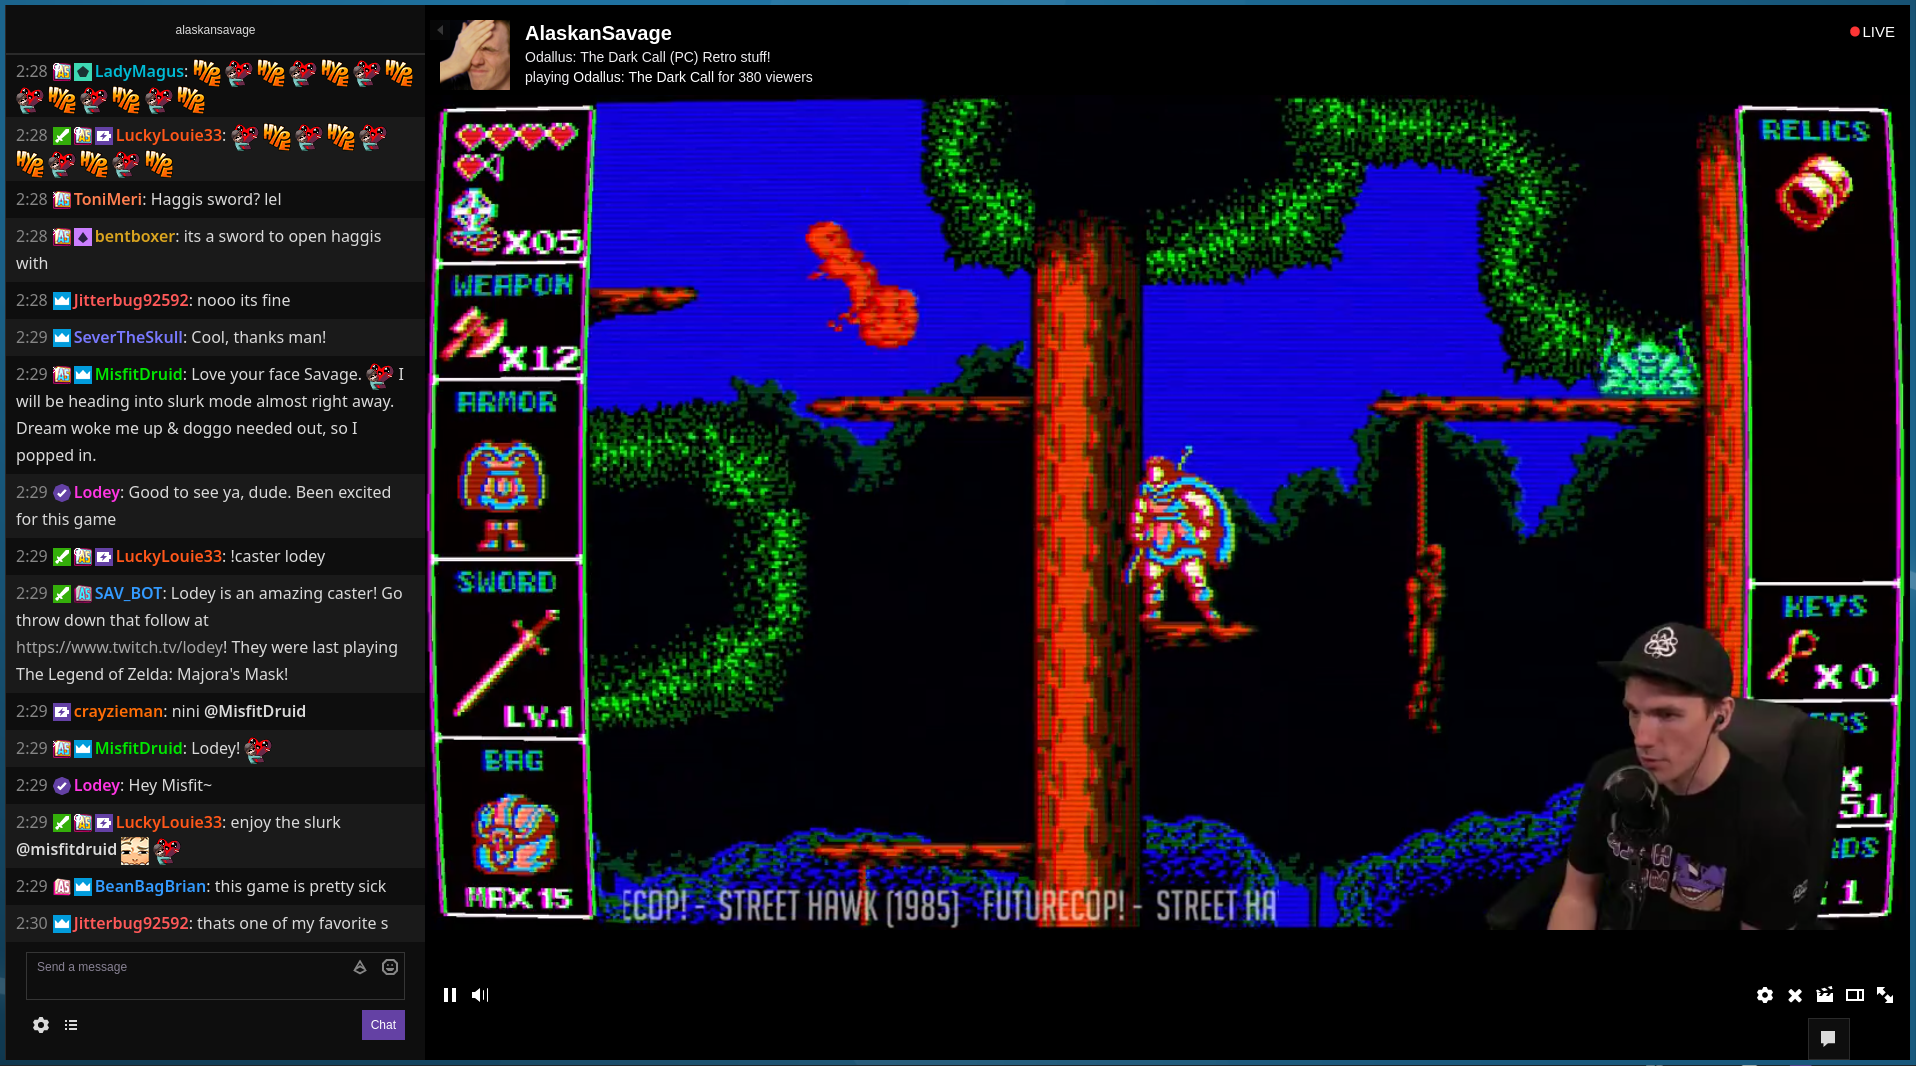 alaskansavage
2:28 LadyMagus:
2:28 LuckyLouie33:
2:28 ToniMeri: Haggis sword? lel
2:28 bentboxer: its a sword to open haggis
with
2:28 Jitterbug92592: nooo its fine
2:29 SeverTheSkull: Cool, thanks man!
2:29 MisfitDruid: Love your face Savage. I
will be heading into slurk mode almost right away.
Dream woke me up & doggo needed out, so I
popped in.
2:29 Lodey: Good to see ya, dude. Been excited
for this game
2:29 LuckyLouie33: !caster lodey
2:29 SAV_BOT: Lodey is an amazing caster! Go
throw down that follow at
https://www.twitch.tv/lodey! They were last playing
The Legend of Zelda: Majora's Mask!
2:29 crayzieman: nini @MisfitDruid
2:29 MisfitDruid: Lodey!
2:29 Lodey: Hey Misfit~
2:29 LuckyLouie33: enjoy the slurk
@misfitdruid
2:29 BeanBagBrian: this game is pretty sick
2:30 Jitterbug92592: thats one of my favorite s
Send a message
Chat
AlaskanSavage
Odallus: The Dark Call (PC) Retro stuff!
playing Odallus: The Dark Call for 380 viewers
LIVE
X05
WEAPON
X12
ARMOR
SWORD
LV.1
BAG
MAX 15
RELICS
KEYS
X 0
X
51
1
ECOP! - STREET HAWK (1985) FUTURECOP! - STREET HA